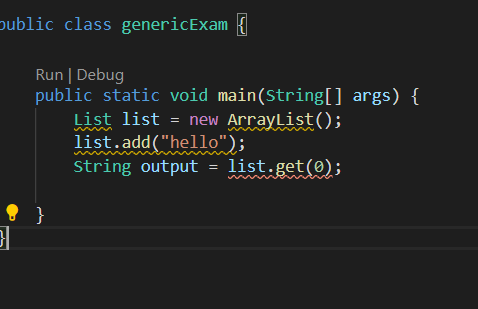 public class genericExam {
Run | Debug
public static void main(String[] args) {
List list = new ArrayList();
list.add("hello");
String output = list.get(0);
}
}